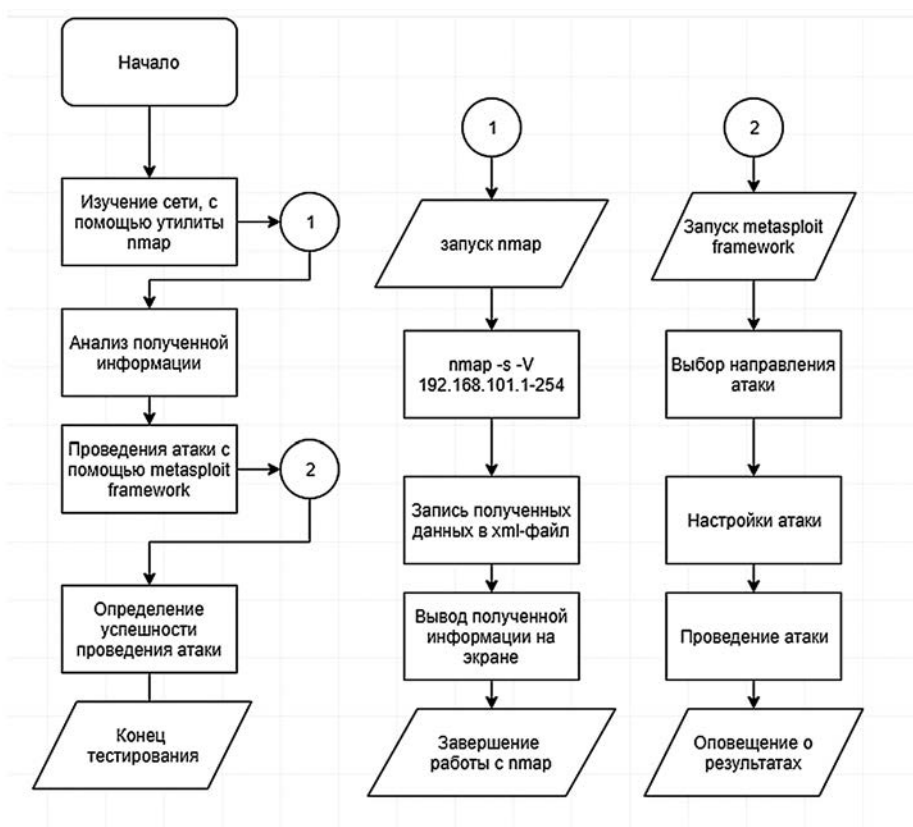 Начало
Изучение сети, с
помощью утилиты
nmap
1
Анализ полученной
информации
Проведения атаки с
помощью metasploit
framework
2
Определение
успешности
проведения атаки
Конец
тестирования
1
запуск nmap
nmap -s -V
192.168.101.1-254
Запись полученных
данных в xml-файл
Вывод полученной
информации на
экране
Завершение
работы с nmap
2
Запуск metasploit
framework
Выбор направления
атаки
Настройки атаки
Проведение атаки
Оповещение о
результатах